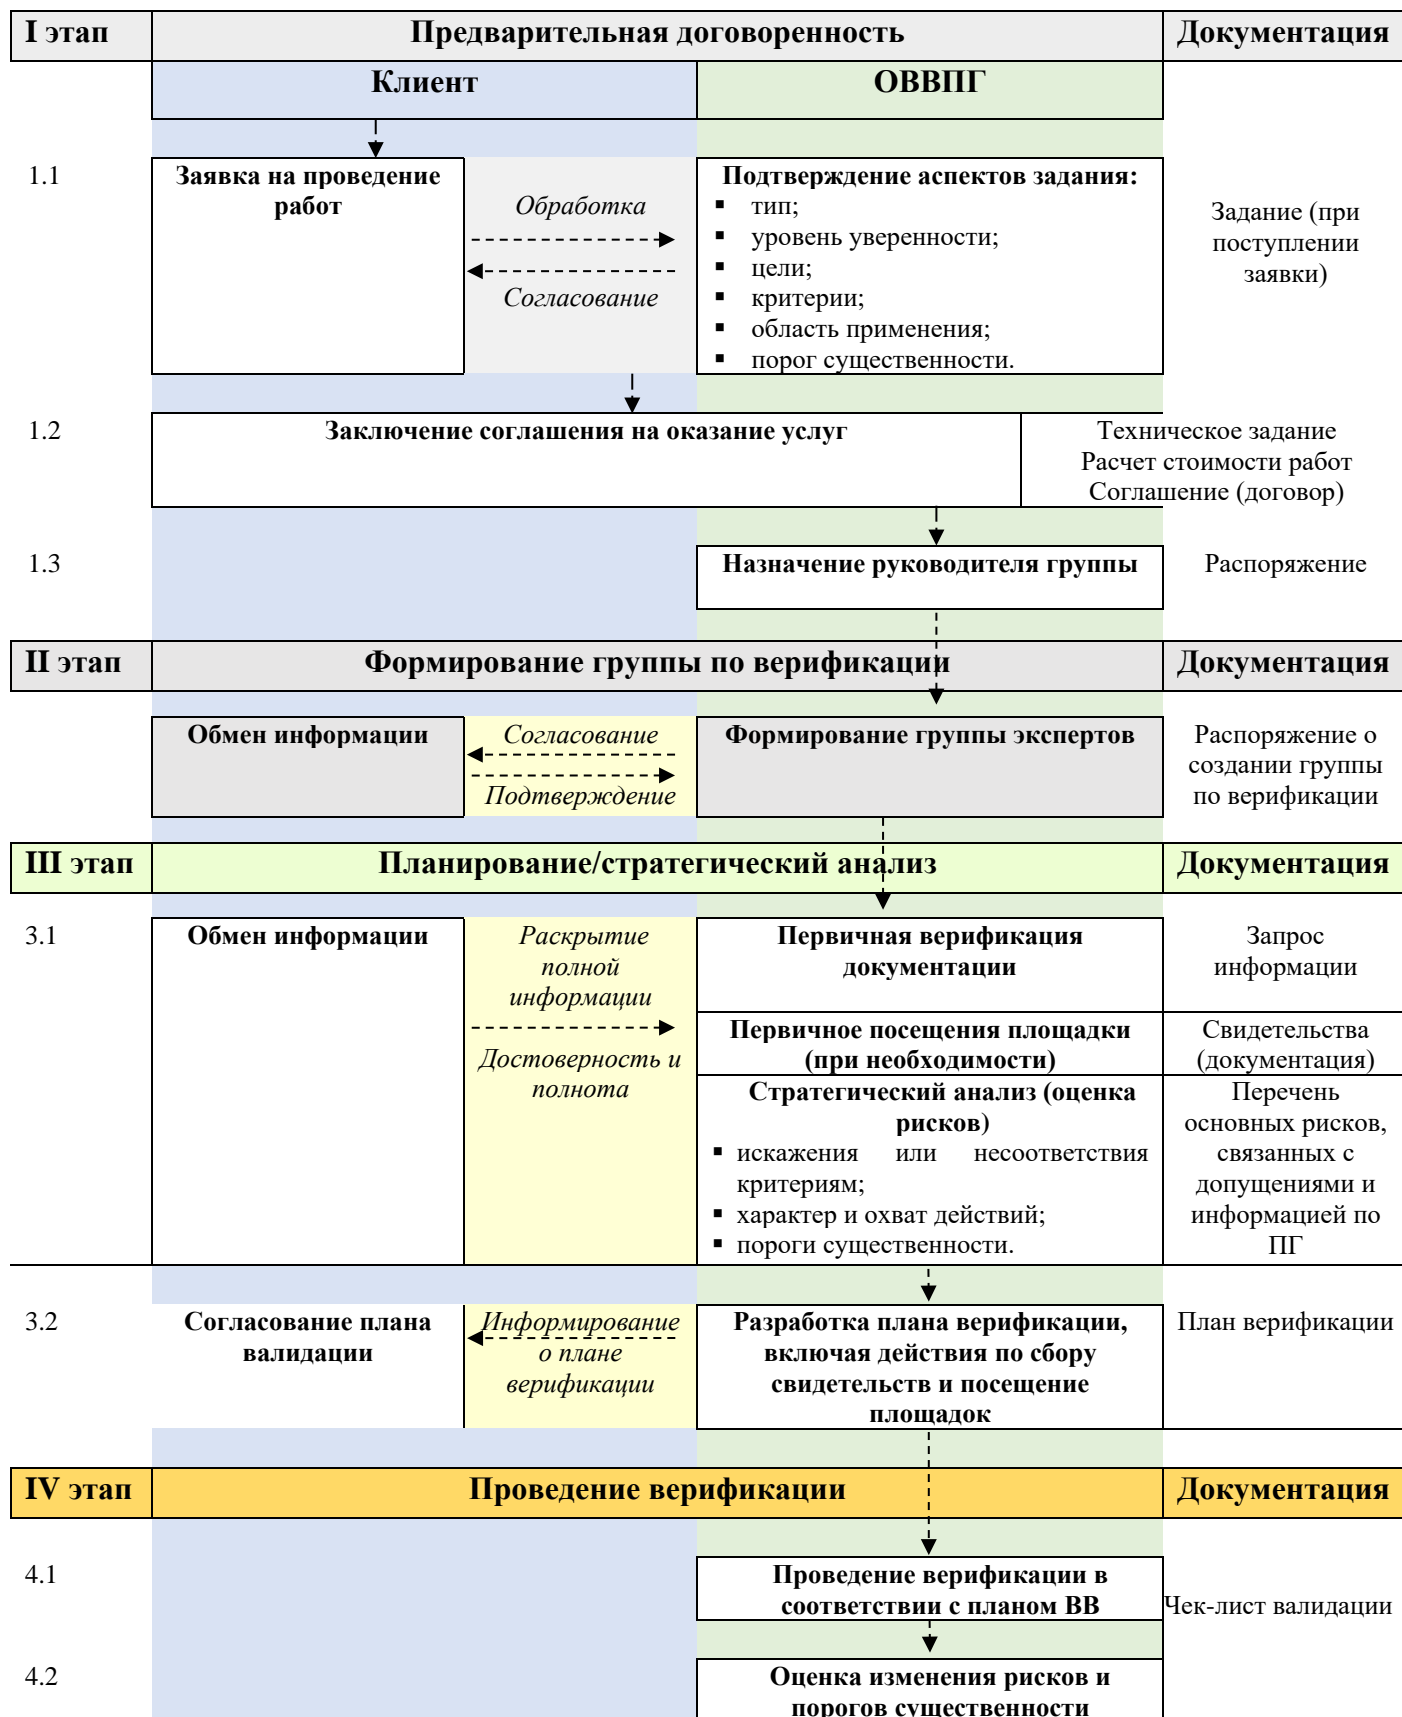 I этап
Предварительная договоренность
Документация
Клиент
ОВВПГ
1.1
Заявка на проведение
работ
Обработка
Согласование
Подтверждение аспектов задания:
▪ тип;
▪ уровень уверенности;
▪ цели;
▪ критерии;
▪ область применения;
▪ порог существенности.
Задание (при
поступлении
заявки)
1.2
Заключение соглашения на оказание услуг
Техническое задание
Расчет стоимости работ
Соглашение (договор)
1.3
Назначение руководителя группы
Распоряжение
II этап
Формирование группы по верификации
Документация
Обмен информации
Согласование
Подтверждение
Формирование группы экспертов
Распоряжение о
создании группы
по верификации
III этап
Планирование/стратегический анализ
Документация
3.1
Обмен информации
Раскрытие
полной
информации
Достоверность и
полнота
Первичная верификация
документации
Запрос
информации
Первичное посещения площадки
(при необходимости)
Свидетельства
(документация)
Стратегический анализ (оценка
рисков)
▪ искажения или несоответствия
критериям;
▪ характер и охват действий;
▪ пороги существенности.
Перечень
основных рисков,
связанных с
допущениями и
информацией по
ПГ
3.2
Согласование плана
валидации
Информирование
о плане
верификации
Разработка плана верификации,
включая действия по сбору
свидетельств и посещение
площадок
План верификации
IV этап
Проведение верификации
Документация
4.1
Проведение верификации в
соответствии с планом ВВ
Чек-лист валидации
4.2
Оценка изменения рисков и
порогов существенности